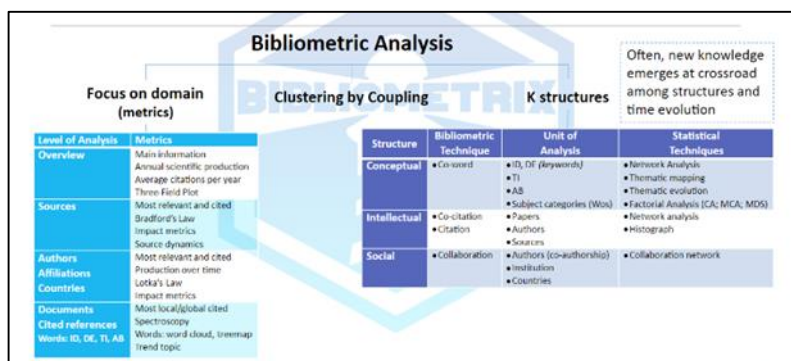 Bibliometric Analysis
Often, new knowledge
emerges at crossroad
among structures and
time evolution
Focus on domain
(metrics)
Clustering by Coupling
K structures
BIBLIOMETRIX
Level of Analysis Metrics
Overview Main information
Annual scientific production
Average citations per year
Three Field Plot
Sources Most relevant and cited
Bradford's Law
Impact metrics
Source dynamics
Authors Most relevant and cited
Affiliations Production over time
Countries Lotka's Law
Impact metrics
Documents Most local/global cited
Cited references Spectroscopy
Words: ID, DE, TI, AB Words: word cloud, treemap
Trend topic
Structure Bibliometric Technique Unit of Analysis Statistical Techniques
Conceptual •Co-word •ID, DE (keywords) •Network Analysis
•TI •Thematic mapping
•AB •Thematic evolution
•Subject categories (Wos) •Factorial Analysis (CA; MCA; MDS)
Intellectual •Co-citation •Papers •Network analysis
•Citation •Authors •Histograph
•Sources
Social •Collaboration •Authors (co-authorship) •Collaboration network
•Institution
•Countries